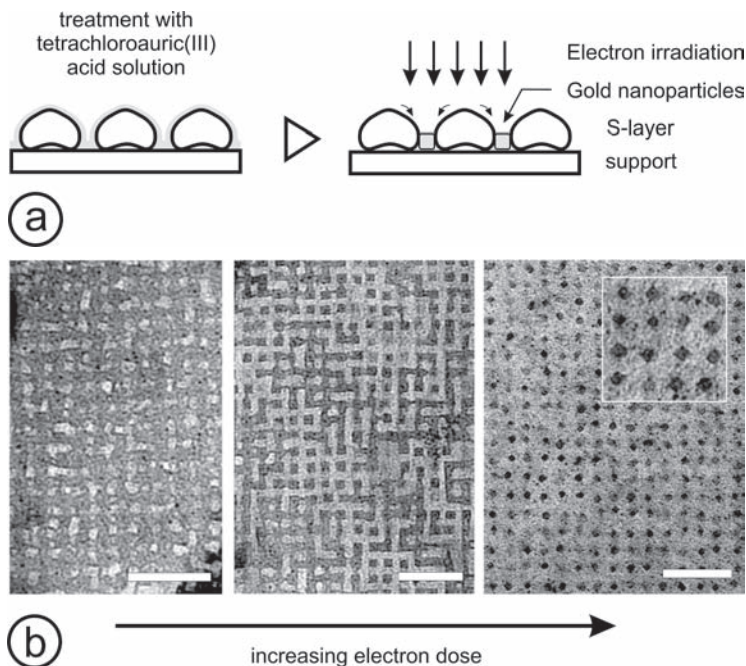 treatment with
tetrachloroauric(III)
acid solution
Electron irradiation
Gold nanoparticles
S-layer
support
a
b
increasing electron dose